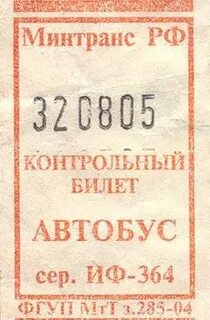 Минтранс РФ
320805
КОНТРОЛЬНЫЙ
БИЛЕТ
АВТОБУС
сер. ИФ-364
ФГУП МтТ з.285-04